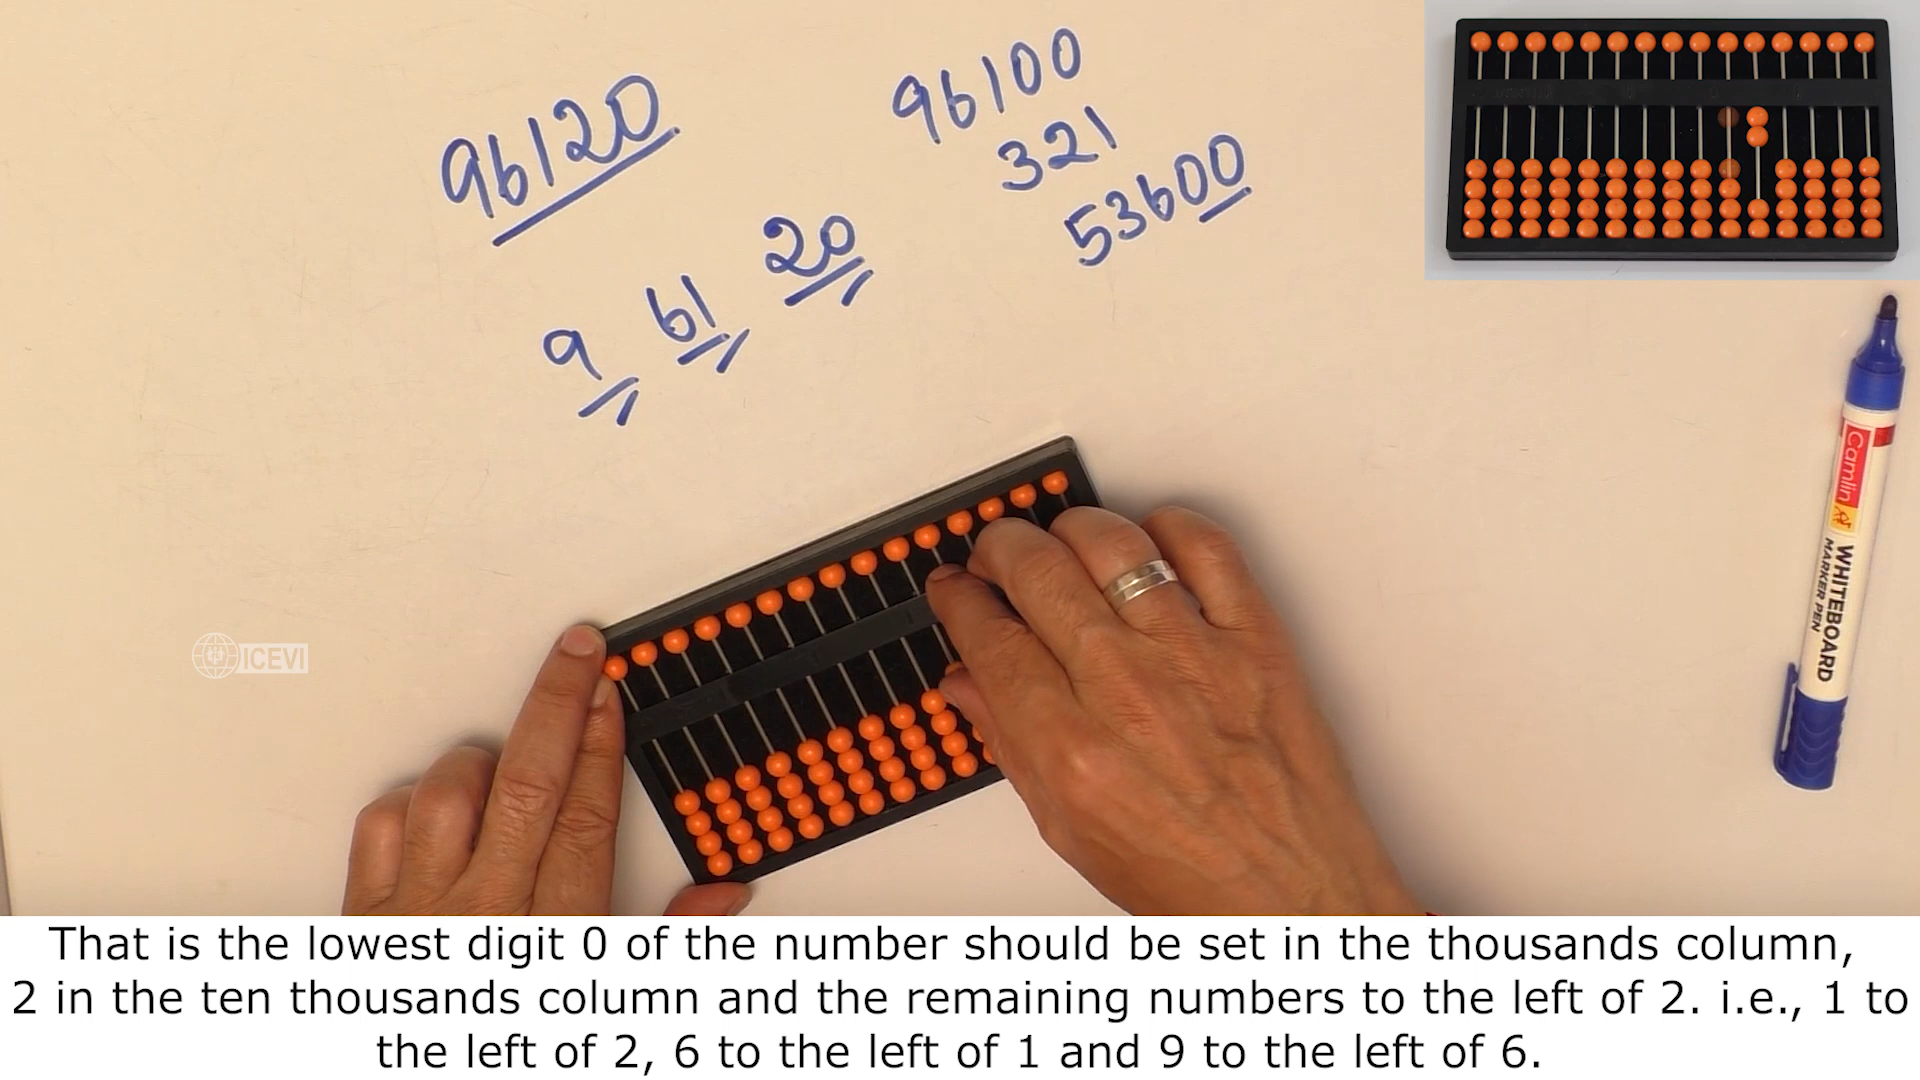 96120
9 61 20
96100
321
53600
ICEVI
Camlin
WHITEBOARD
MARKER PEN
That is the lowest digit 0 of the number should be set in the thousands column,
2 in the ten thousands column and the remaining numbers to the left of 2. i.e., 1 to
the left of 2, 6 to the left of 1 and 9 to the left of 6.